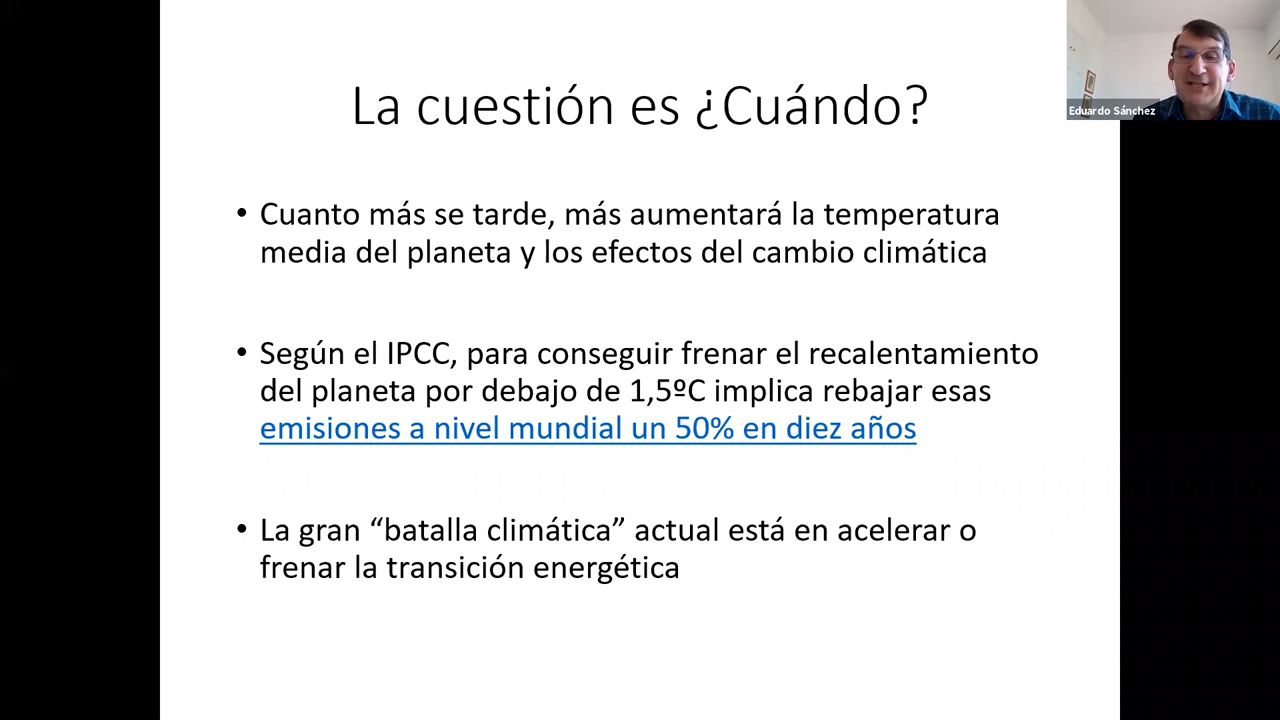 La cuestión es ¿Cuándo?
Eduardo Sánchez
• Cuanto más se tarde, más aumentará la temperatura
media del planeta y los efectos del cambio climática
• Según el IPCC, para conseguir frenar el recalentamiento
del planeta por debajo de 1,5ºC implica rebajar esas
emisiones a nivel mundial un 50% en diez años
• La gran “batalla climática” actual está en acelerar o
frenar la transición energética